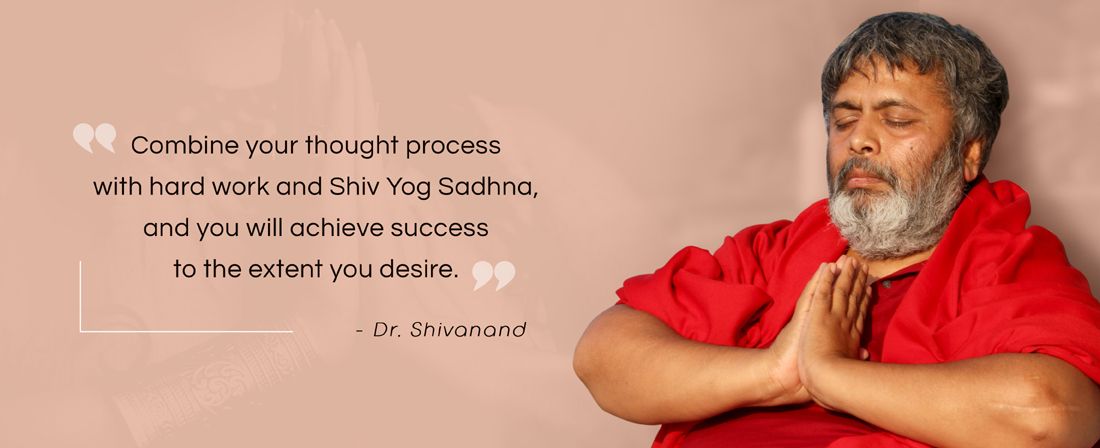 “ Combine your thought process
with hard work and Shiv Yog Sadhna,
and you will achieve success
to the extent you desire. ”
- Dr. Shivanand